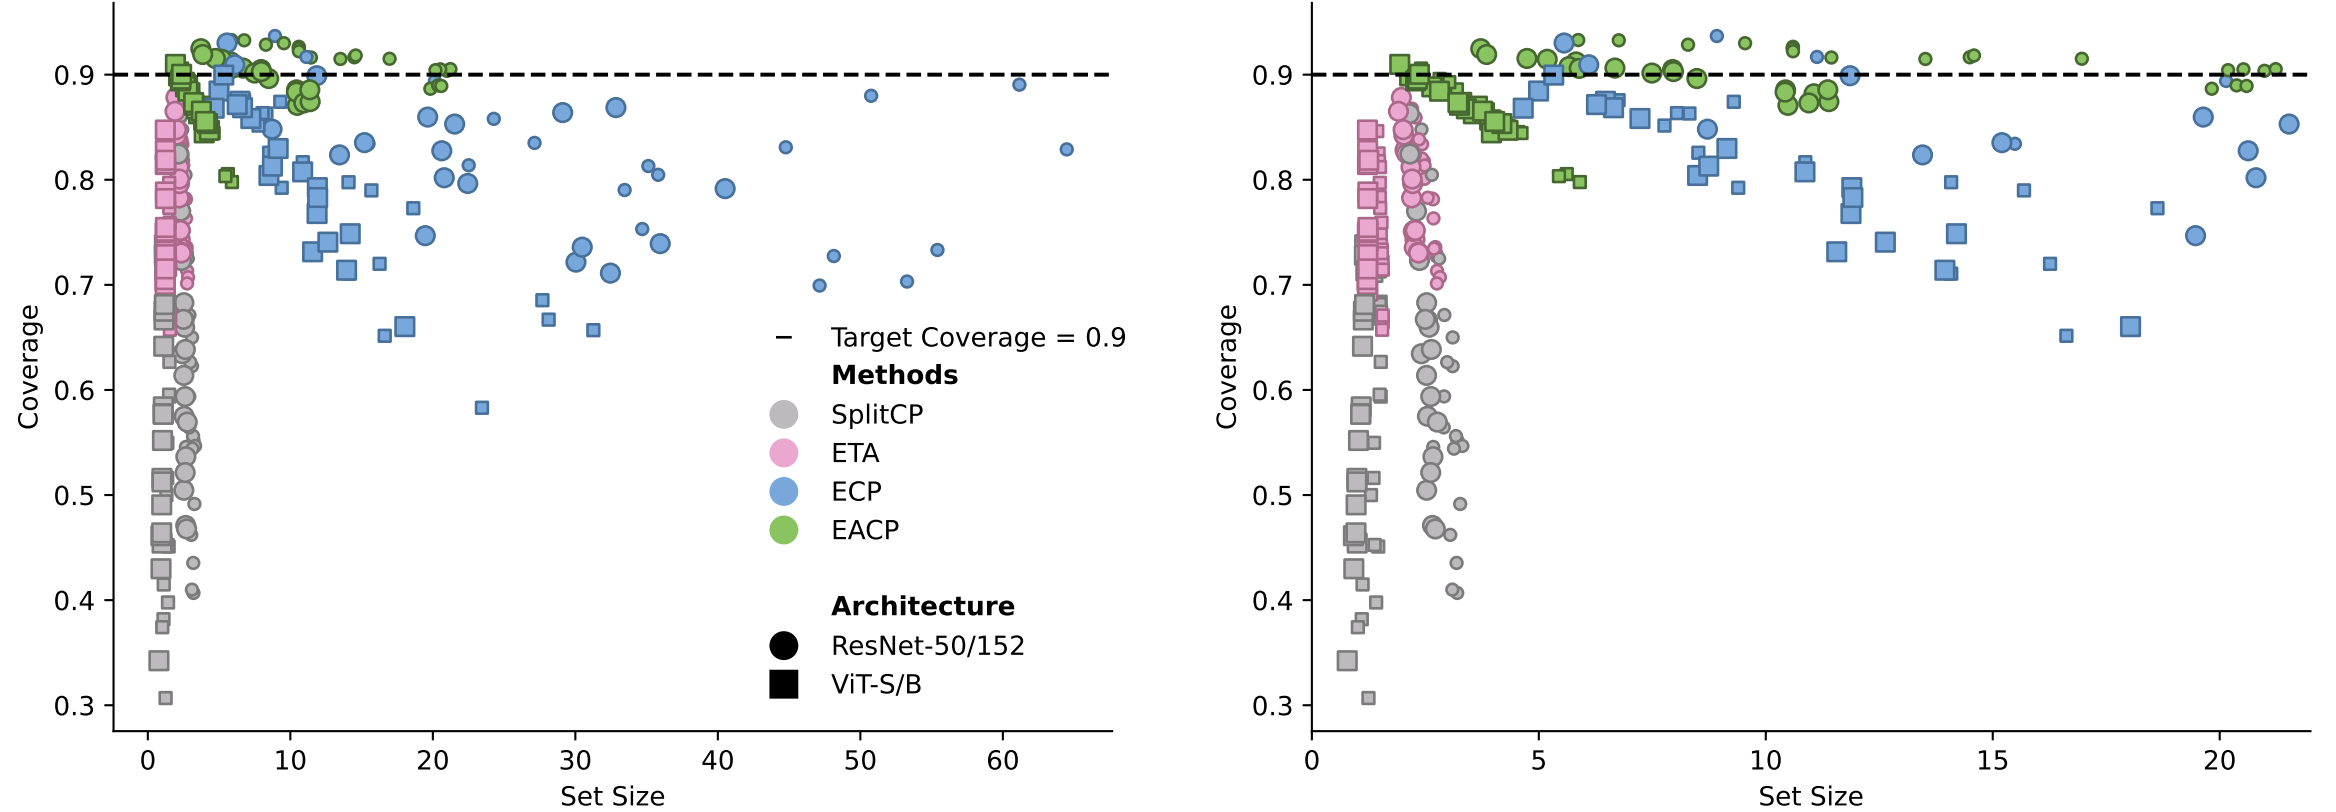 Coverage
0.9
0.8
0.7
0.6
0.5
0.4
0.3
0 10 20 30 40 50 60
Set Size
Target Coverage = 0.9
Methods
SplitCP
ETA
ECP
EACP
Architecture
ResNet-50/152
ViT-S/B
Coverage
0.9
0.8
0.7
0.6
0.5
0.4
0.3
0 5 10 15 20
Set Size